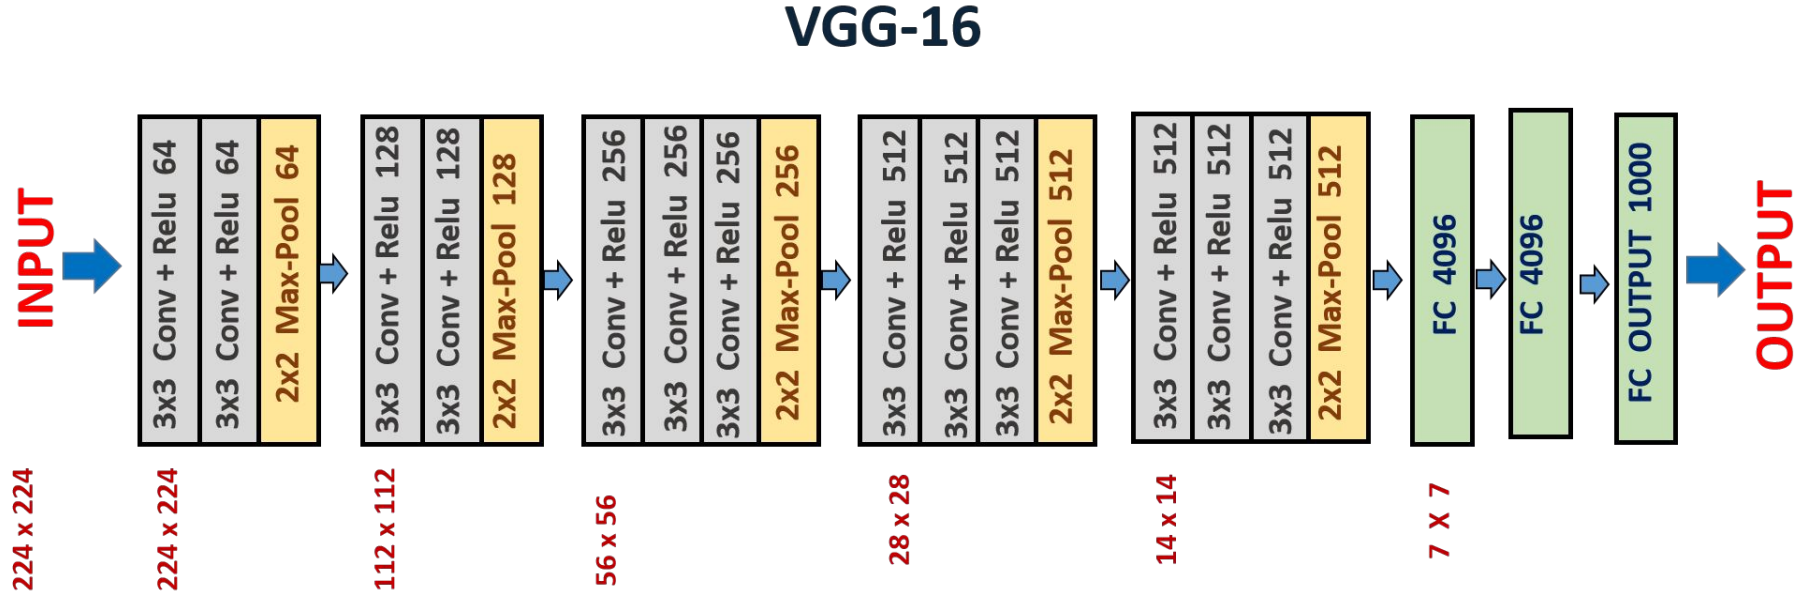 VGG-16
INPUT
3x3 Conv + Relu 64
3x3 Conv + Relu 64
2x2 Max-Pool 64
3x3 Conv + Relu 128
3x3 Conv + Relu 128
2x2 Max-Pool 128
3x3 Conv + Relu 256
3x3 Conv + Relu 256
3x3 Conv + Relu 256
2x2 Max-Pool 256
3x3 Conv + Relu 512
3x3 Conv + Relu 512
3x3 Conv + Relu 512
2x2 Max-Pool 512
3x3 Conv + Relu 512
3x3 Conv + Relu 512
3x3 Conv + Relu 512
2x2 Max-Pool 512
FC 4096
FC 4096
FC OUTPUT 1000
OUTPUT
224 x 224
224 x 224
112 x 112
56 x 56
28 x 28
14 x 14
7 X 7